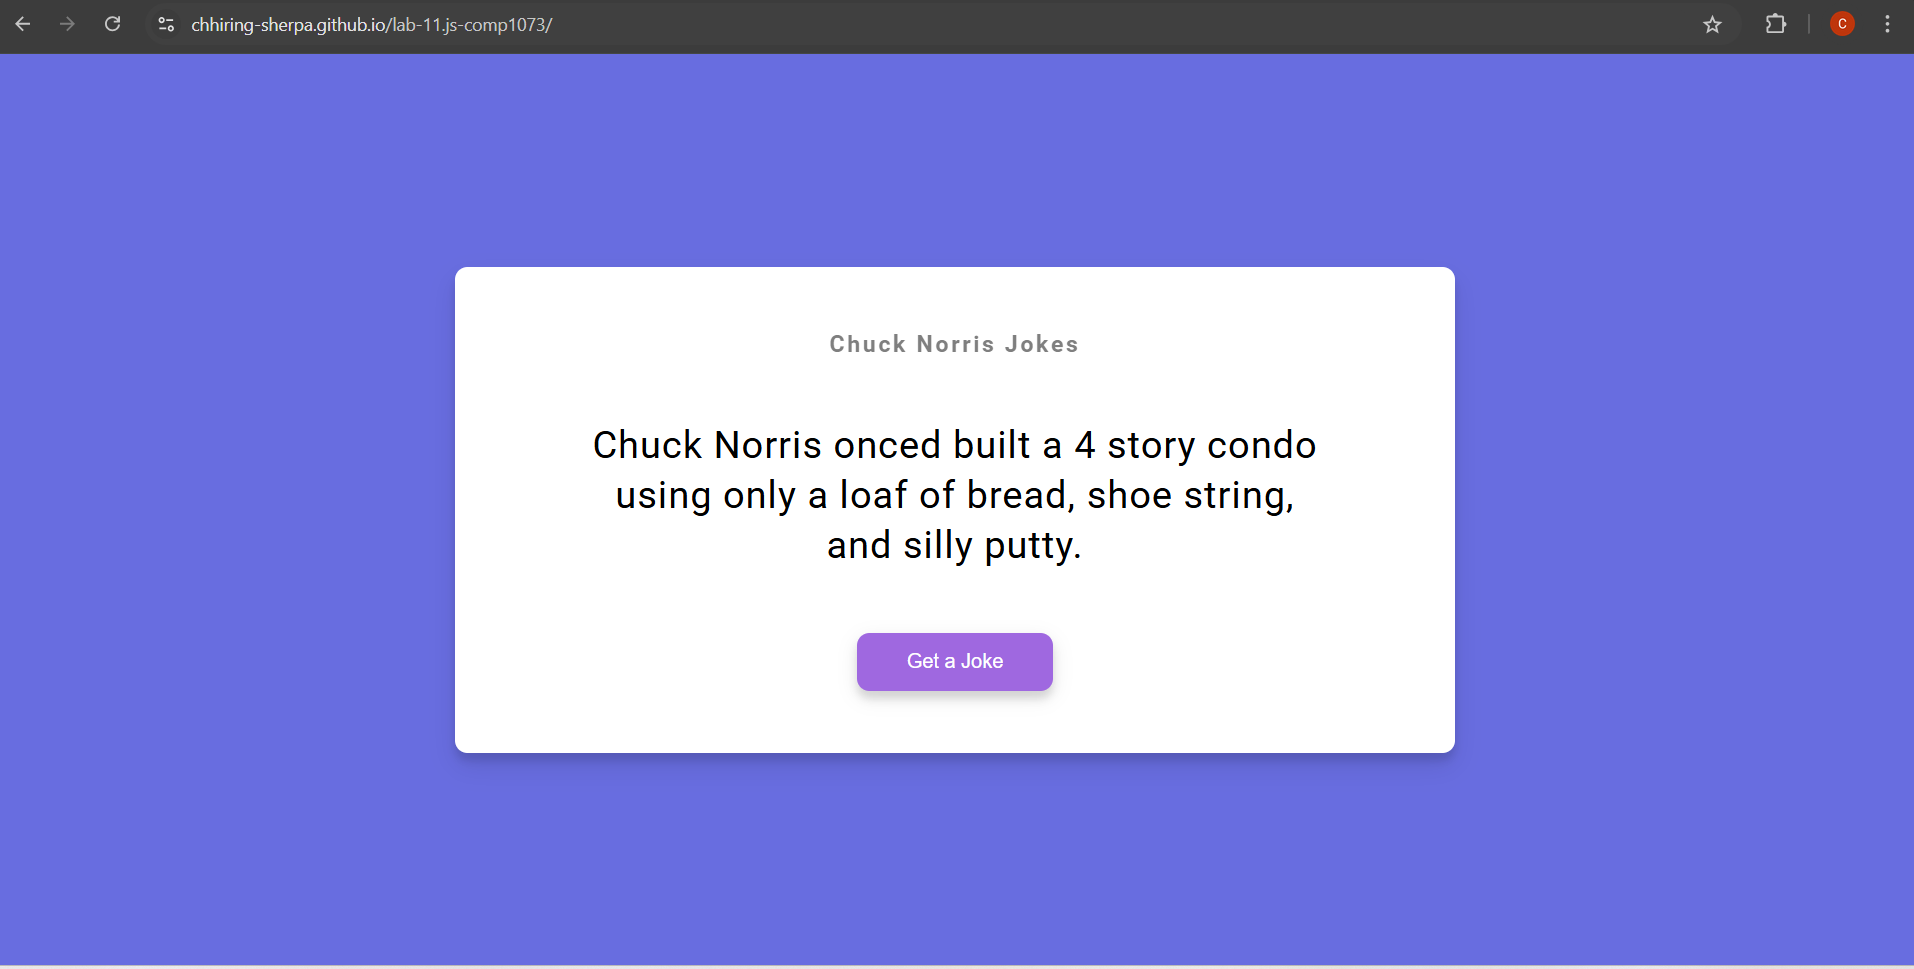 chhiring-sherpa.github.io/lab-11.js-comp1073/
C
Chuck Norris Jokes
Chuck Norris onced built a 4 story condo
using only a loaf of bread, shoe string,
and silly putty.
Get a Joke